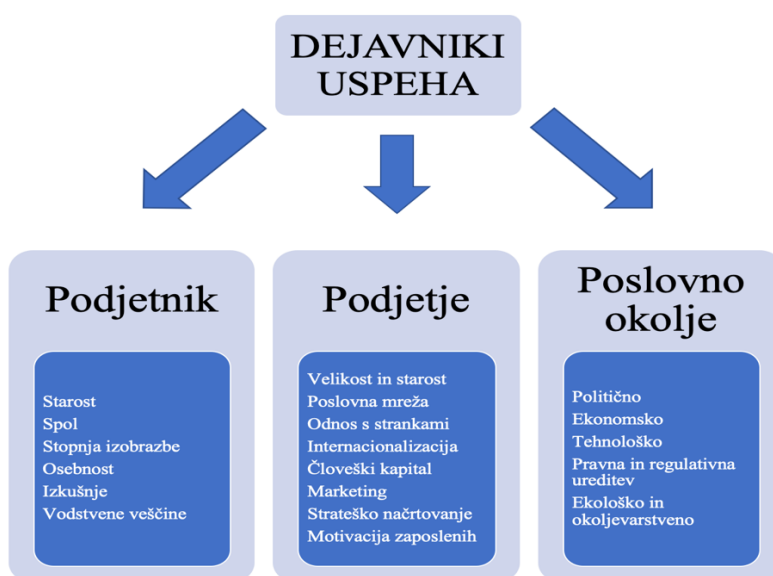 DEJAVNIKI
USPEHA
Podjetnik
Starost
Spol
Stopnja izobrazbe
Osebnost
Izkušnje
Vodstvene veščine
Podjetje
Velikost in starost
Poslovna mreža
Odnos s strankami
Internacionalizacija
Človeški kapital
Marketing
Strateško načrtovanje
Motivacija zaposlenih
Poslovno
okolje
Politično
Ekonomsko
Tehnološko
Pravna in regulativna
ureditev
Ekološko in
okoljevarstveno